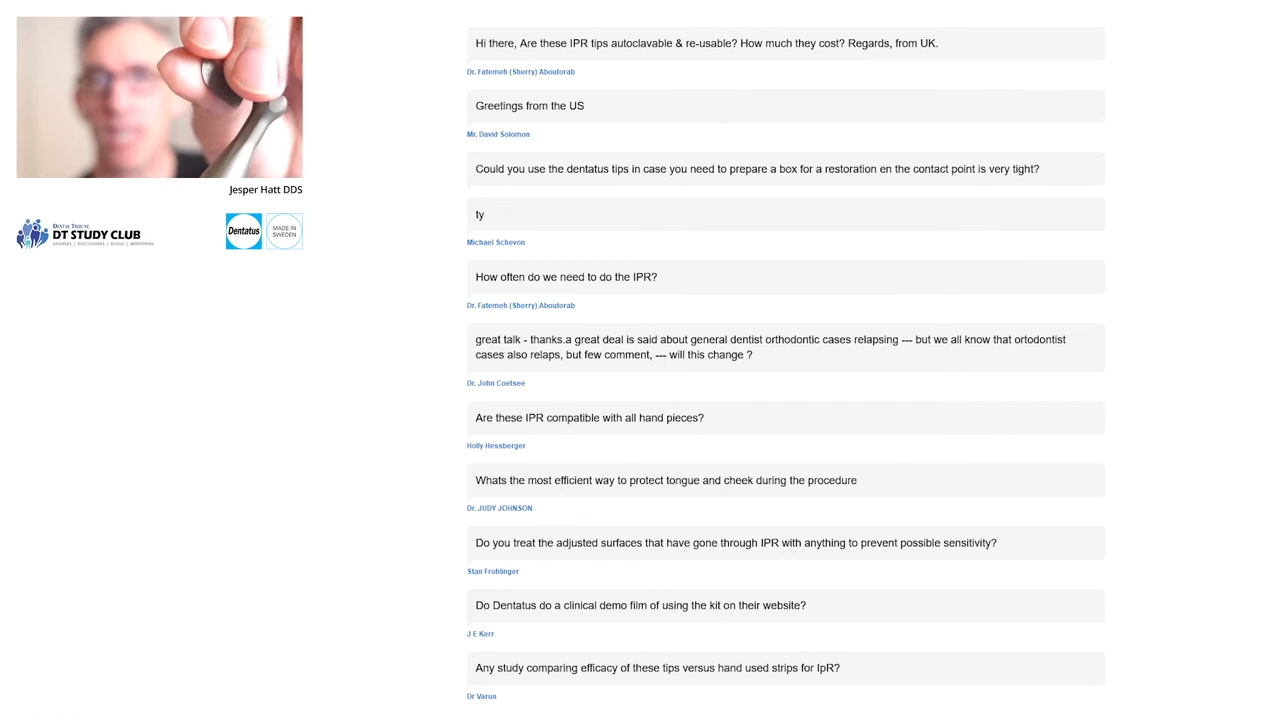 Jesper Hatt DDS
DENTAL TRIBUNE
DT STUDY CLUB
COURSES | DISCUSSIONS | BLOGS | MENTORING
Dentatus
MADE IN
SWEDEN
Hi there, Are these IPR tips autoclavable & re-usable? How much they cost? Regards, from UK.
Dr. Fatemeh (Sherry) Aboutorab
Greetings from the US
Mr. David Solomon
Could you use the dentatus tips in case you need to prepare a box for a restoration en the contact point is very tight?
ty
Michael Schevon
How often do we need to do the IPR?
Dr. Fatemeh (Sherry) Aboutorab
great talk - thanks.a great deal is said about general dentist orthodontic cases relapsing --- but we all know that ortodontist
cases also relaps, but few comment, --- will this change ?
Dr. John Coetsee
Are these IPR compatible with all hand pieces?
Holly Hessberger
Whats the most efficient way to protect tongue and cheek during the procedure
Dr. JUDY JOHNSON
Do you treat the adjusted surfaces that have gone through IPR with anything to prevent possible sensitivity?
Stan Frohlinger
Do Dentatus do a clinical demo film of using the kit on their website?
J E Kerr
Any study comparing efficacy of these tips versus hand used strips for IpR?
Dr Varun